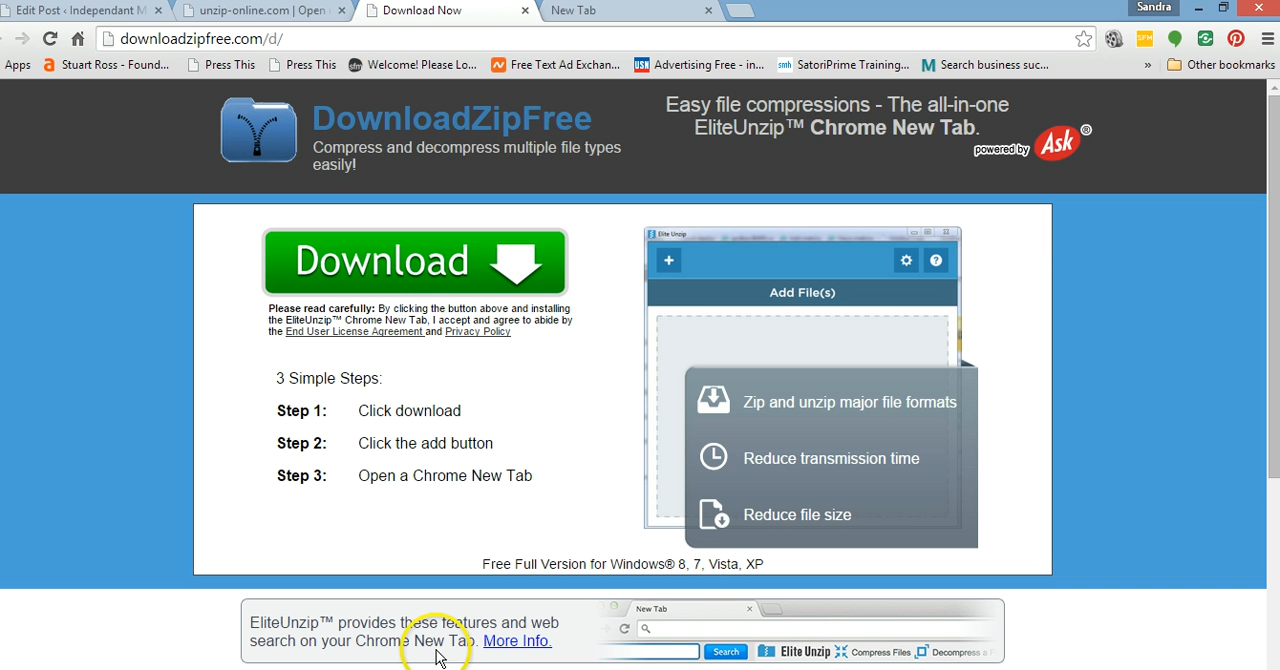 Edit Post ‹ Independant M
unzip-online.com | Open
Download Now
New Tab
Sandra
downloadzipfree.com/d/
SFM
Apps
Stuart Ross - Found...
Press This
Press This
Welcome! Please Lo...
Free Text Ad Exchan...
Advertising Free - in...
SatoriPrime Training...
Search business suc...
»
Other bookmarks
DownloadZipFree
Compress and decompress multiple file types
easily!
Easy file compressions - The all-in-one
EliteUnzip™ Chrome New Tab.
powered by Ask ®
Download
Please read carefully: By clicking the button above and installing
the EliteUnzip™ Chrome New Tab, I accept and agree to abide by
the End User License Agreement and Privacy Policy
3 Simple Steps:
Step 1: Click download
Step 2: Click the add button
Step 3: Open a Chrome New Tab
Elite Unzip
Add File(s)
Zip and unzip major file formats
Reduce transmission time
Reduce file size
Free Full Version for Windows® 8, 7, Vista, XP
EliteUnzip™ provides these features and web
search on your Chrome New Tab. More Info.
New Tab
Search
Elite Unzip
Compress Files
Decompress a F